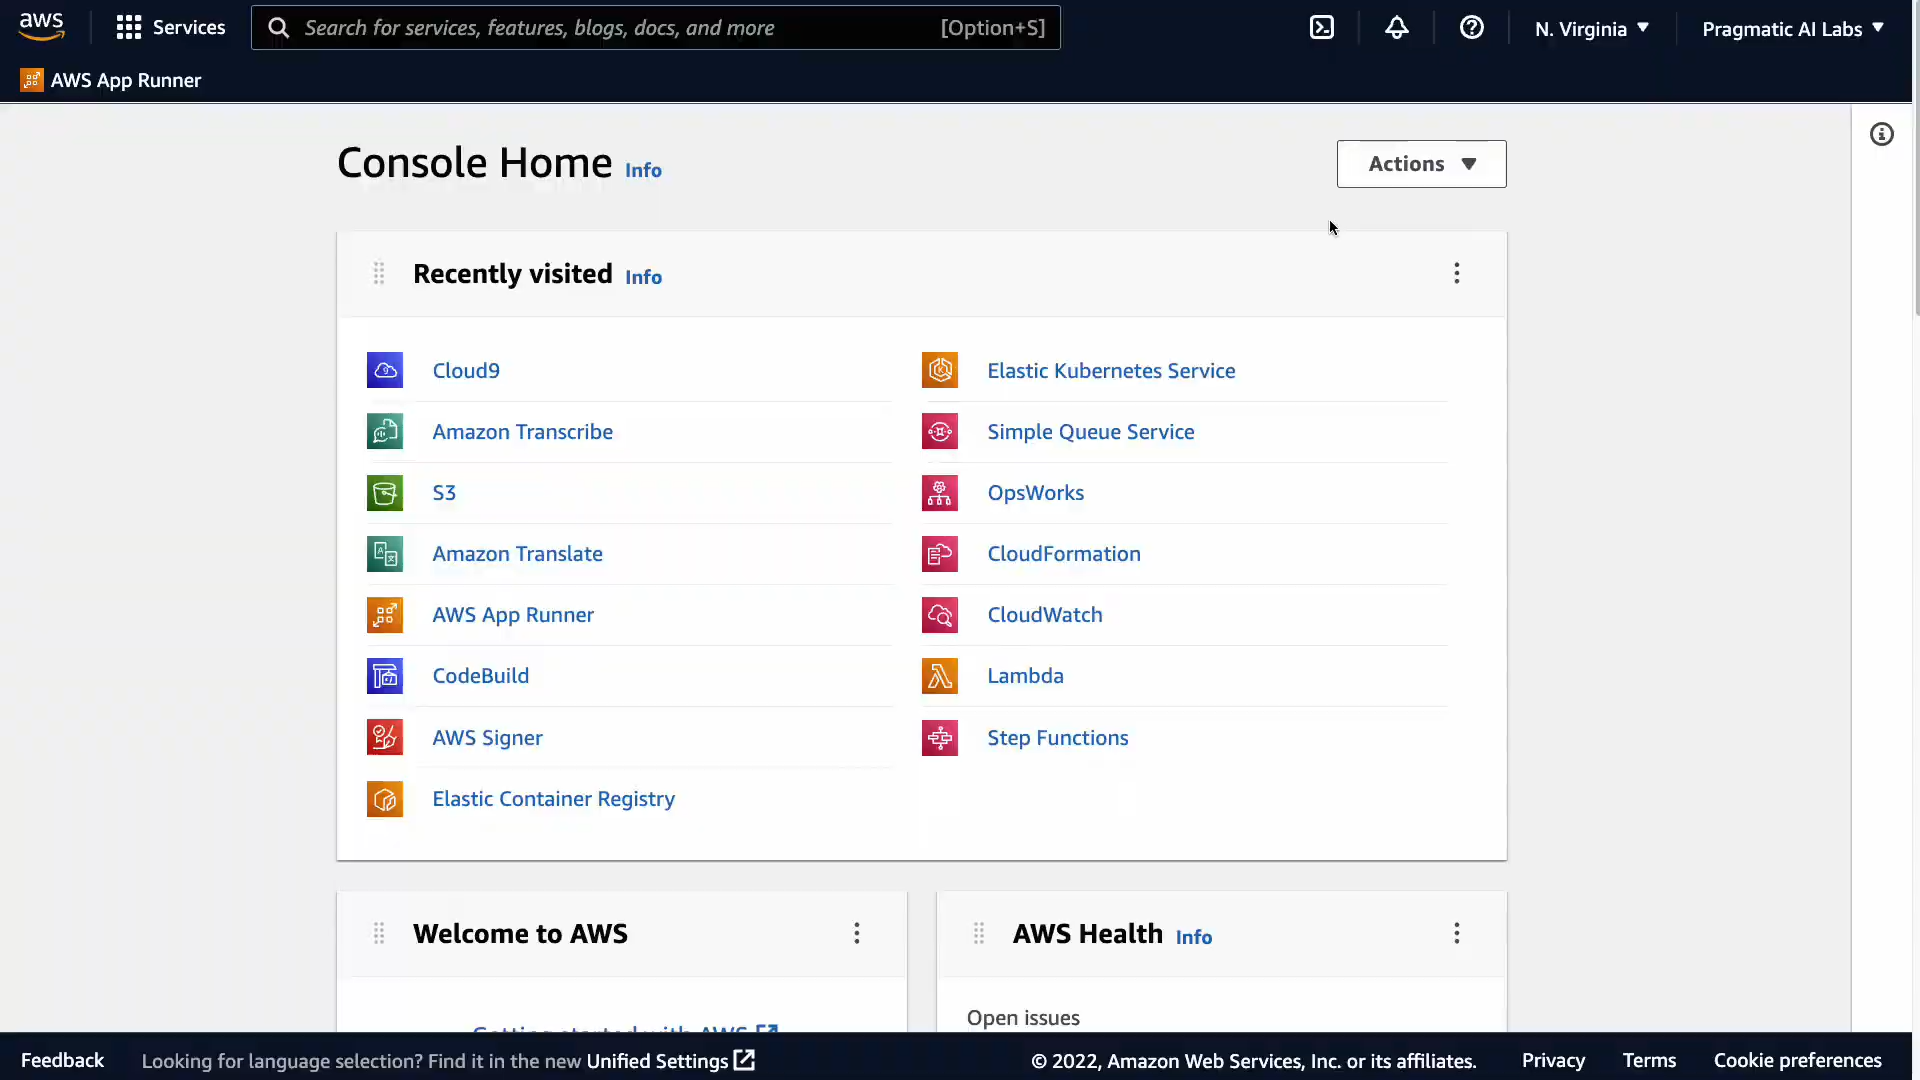 aws
Services
Search for services, features, blogs, docs, and more
[Option+S]
N. Virginia
Pragmatic AI Labs
AWS App Runner
Console Home
Info
Actions
Recently visited
Info
Cloud9
Elastic Kubernetes Service
Amazon Transcribe
Simple Queue Service
S3
OpsWorks
Amazon Translate
CloudFormation
AWS App Runner
CloudWatch
CodeBuild
Lambda
AWS Signer
Step Functions
Elastic Container Registry
Welcome to AWS
AWS Health
Info
Getting started with AWS
Open issues
Feedback
Looking for language selection? Find it in the new Unified Settings
© 2022, Amazon Web Services, Inc. or its affiliates.
Privacy
Terms
Cookie preferences